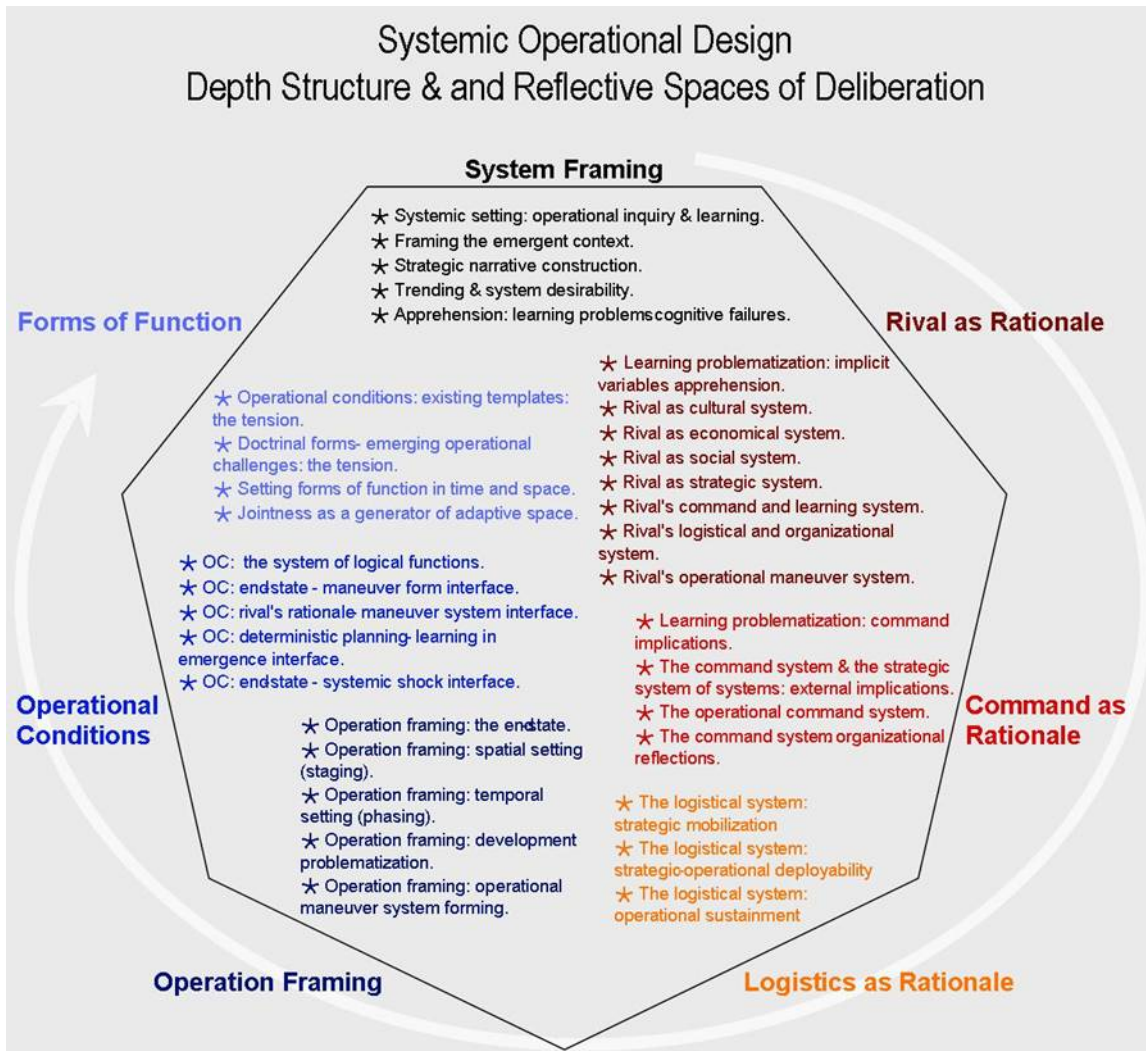 Systemic Operational Design
Depth Structure & and Reflective Spaces of Deliberation
System Framing
* Systemic setting: operational inquiry & learning.
* Framing the emergent context.
* Strategic narrative construction.
* Trending & system desirability.
* Apprehension: learning problems cognitive failures.
Rival as Rationale
* Learning problematization: implicit
variables apprehension.
* Rival as cultural system.
* Rival as economical system.
* Rival as social system.
* Rival as strategic system.
* Rival's command and learning system.
* Rival's logistical and organizational
system.
* Rival's operational maneuver system.
Command as
Rationale
* Learning problematization: command
implications.
* The command system & the strategic
system of systems: external implications.
* The operational command system.
* The command system organizational
reflections.
Logistics as Rationale
* The logistical system:
strategic mobilization
* The logistical system:
strategic-operational deployability
* The logistical system:
operational sustainment
Operation Framing
* Operation framing: the endstate.
* Operation framing: spatial setting
(staging).
* Operation framing: temporal
setting (phasing).
* Operation framing: development
problematization.
* Operation framing: operational
maneuver system forming.
Operational
Conditions
* OC: the system of logical functions.
* OC: endstate - maneuver form interface.
* OC: rival's rationale- maneuver system interface.
* OC: deterministic planning- learning in
emergence interface.
* OC: endstate - systemic shock interface.
Forms of Function
* Operational conditions: existing templates:
the tension.
* Doctrinal forms- emerging operational
challenges: the tension.
* Setting forms of function in time and space.
* Jointness as a generator of adaptive space.